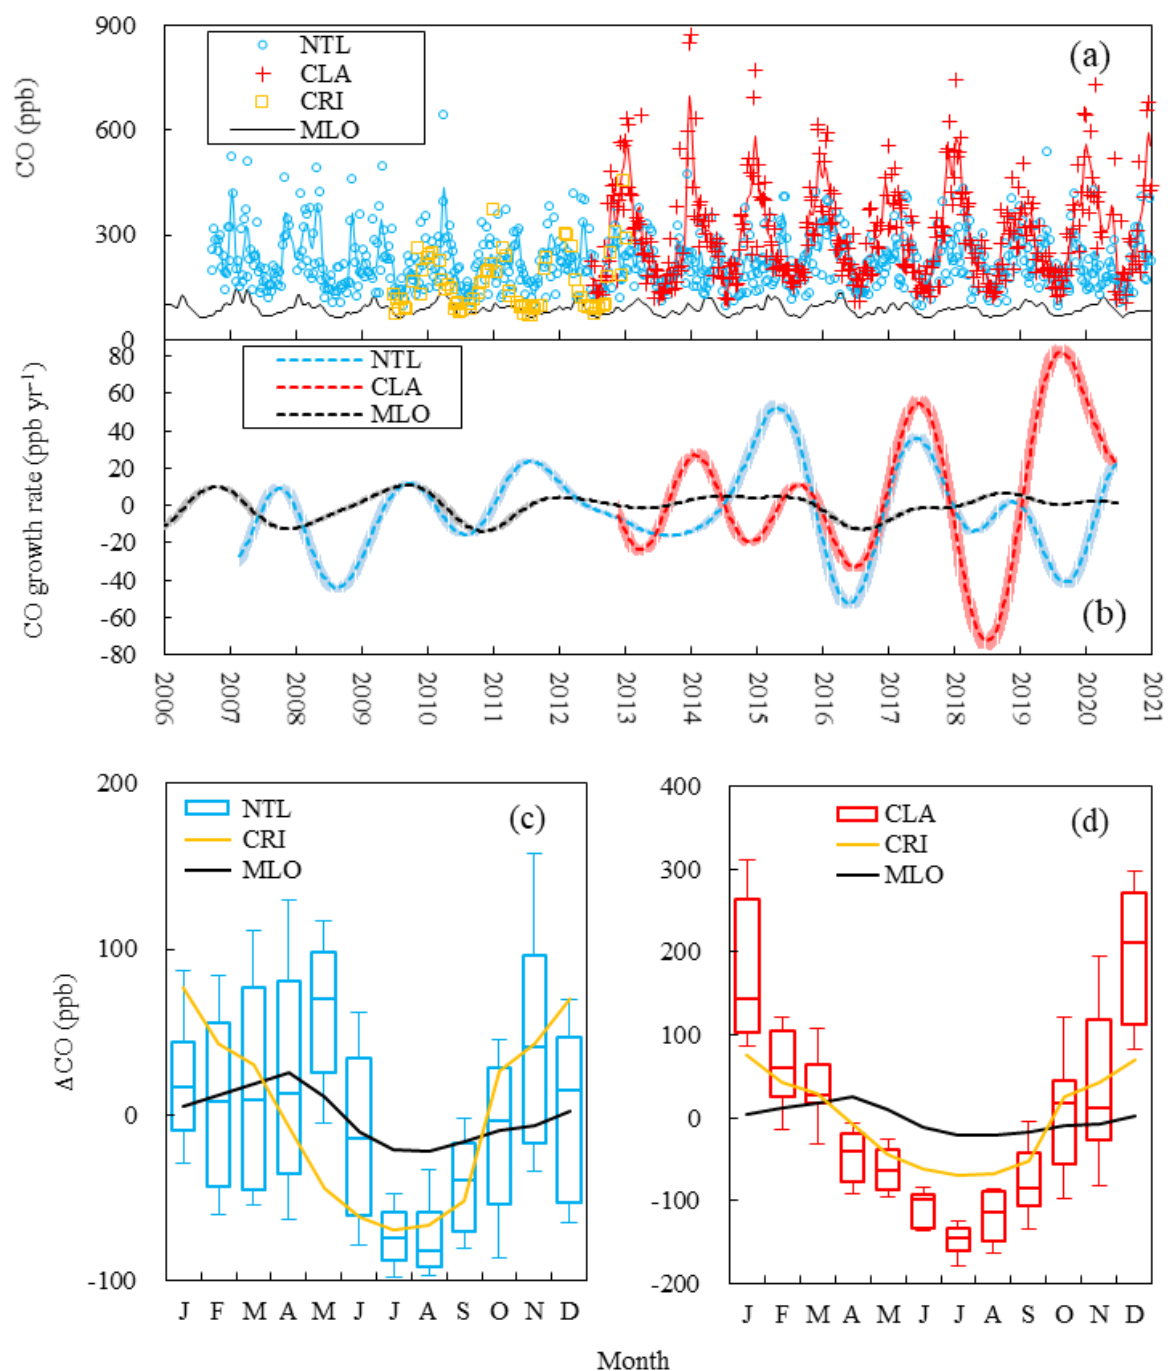 900
600
300
0
CO (ppb)
NTL
CLA
CRI
MLO
(a)
80
60
40
20
0
-20
-40
-60
-80
CO growth rate (ppb yr⁻¹)
NTL
CLA
MLO
(b)
2006 2007 2008 2009 2010 2011 2012 2013 2014 2015 2016 2017 2018 2019 2020 2021
200
100
0
-100
ΔCO (ppb)
NTL
CRI
MLO
(c)
J F M A M J J A S O N D
400
300
200
100
0
-100
-200
CLA
CRI
MLO
(d)
J F M A M J J A S O N D
Month